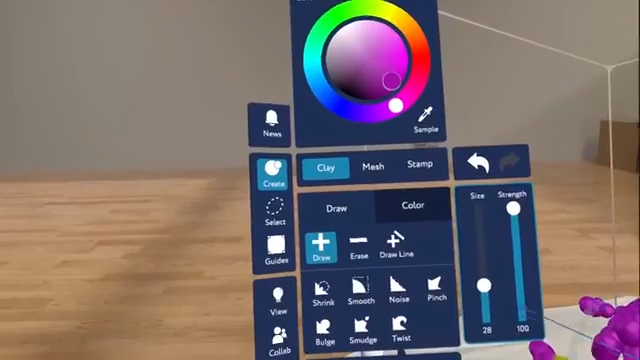 News
Sample
Clay Mesh Stamp
Create
Select
Guides
View
Collab
Draw Color
Draw Erase Draw Line
Shrink Smooth Noise Pinch
Bulge Smudge Twist
Size Strength
28 100